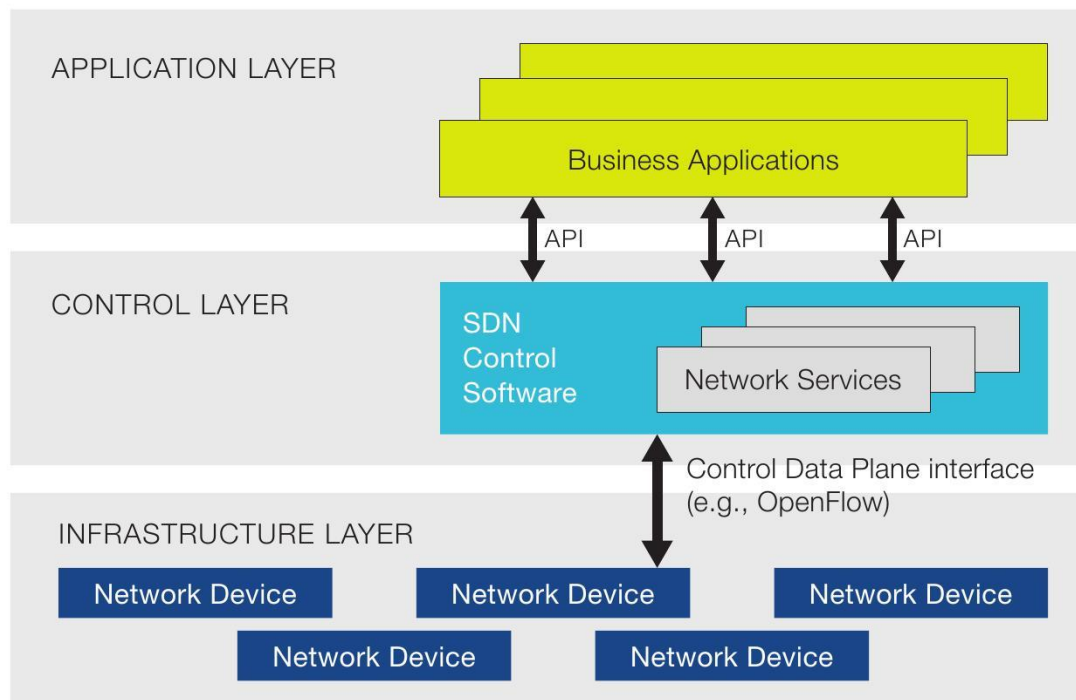 APPLICATION LAYER
Business Applications
API
API
API
CONTROL LAYER
SDN
Control
Software
Network Services
Control Data Plane interface
(e.g., OpenFlow)
INFRASTRUCTURE LAYER
Network Device
Network Device
Network Device
Network Device
Network Device